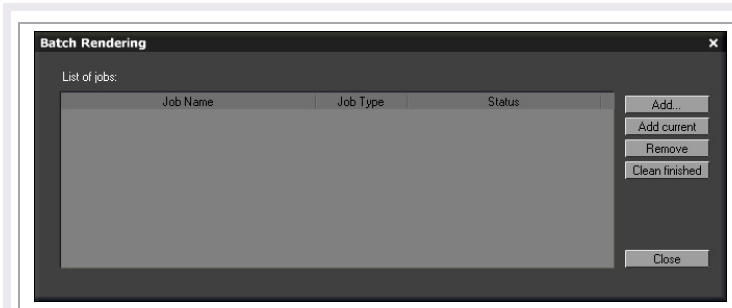 Batch Rendering
List of jobs:
Job Name Job Type Status
Add...
Add current
Remove
Clean finished
Close